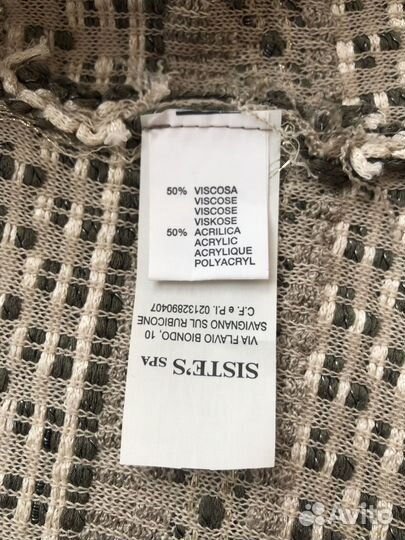 50% VISCOSA
VISCOSE
VISCOSE
VISKOSE
50% ACRILICA
ACRYLIC
ACRYLIQUE
POLYACRYL
SISTE'S SPA
VIA FLAVIO BIONDO, 10
SAVIGNANO SUL RUBICONE
C.F. e P.I. 02132890407
Avito